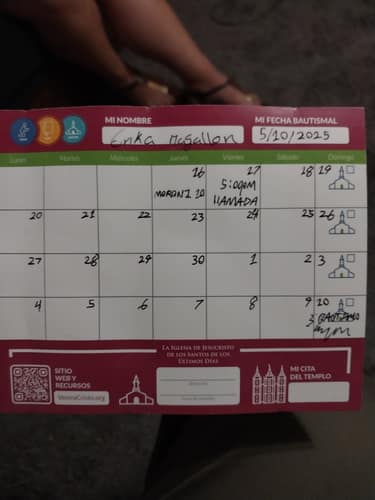 MI NOMBRE
MI FECHA BAUTISMAL
Erika Magallon
5/10/2025
Lunes Martes Miércoles Jueves Viernes Sábado Domingo
16 17 18 19
MORONI 10
5:00pm
LLAMADA
20 21 22 23 24 25 26
27 28 29 30 1 2 3
4 5 6 7 8 9 10
LA IGLESIA DE JESUCRISTO
DE LOS SANTOS DE LOS
ÚLTIMOS DÍAS
SITIO
WEB Y
RECURSOS
VenirACristo.org
MI CITA
DEL TEMPLO